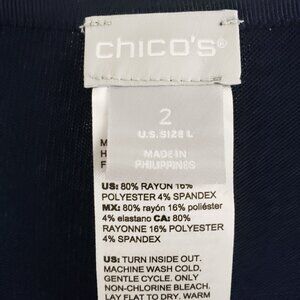 chico's®
2
U.S. SIZE L
MADE IN
PHILIPPINES
M
H
F
US: 80% RAYON 16%
POLYESTER 4% SPANDEX
MX: 80% rayón 16% poliéster
4% elastano CA: 80%
RAYONNE 16% POLYESTER
4% SPANDEX
US: TURN INSIDE OUT.
MACHINE WASH COLD,
GENTLE CYCLE. ONLY
NON-CHLORINE BLEACH.
LAY FLAT TO DRY. WARM